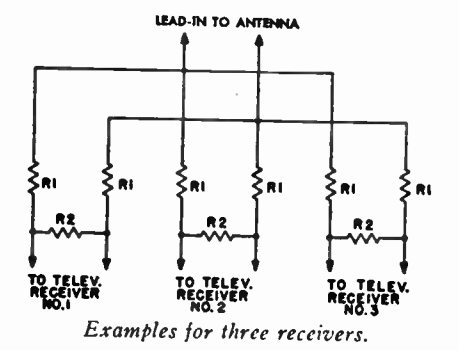 LEAD-IN TO ANTENNA
R1 R1 R1 R1 R1 R1
R2 R2 R2
TO TELEV.
RECEIVER
NO.1
TO TELEV.
RECEIVER
NO.2
TO TELEV.
RECEIVER
NO.3
Examples for three receivers.